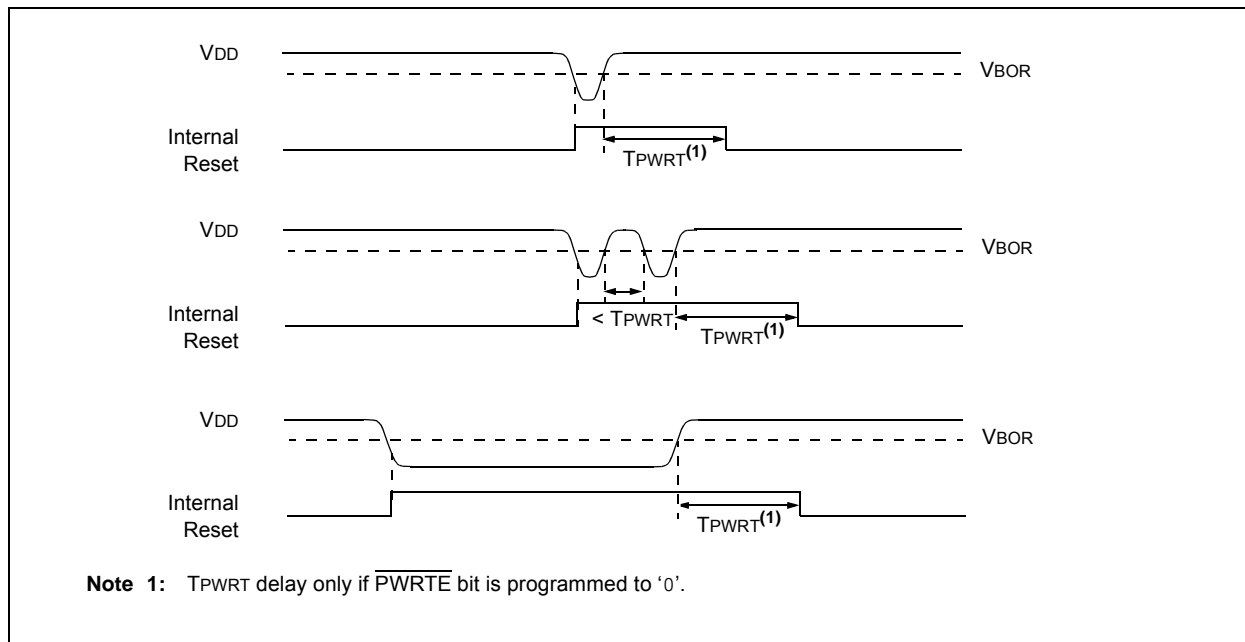 VDD
VBOR
Internal
Reset
TPWRT(1)
VDD
VBOR
Internal
Reset
< TPWRT
TPWRT(1)
VDD
VBOR
Internal
Reset
TPWRT(1)
Note 1: TPWRT delay only if P̅W̅R̅T̅E̅ bit is programmed to ‘0’.